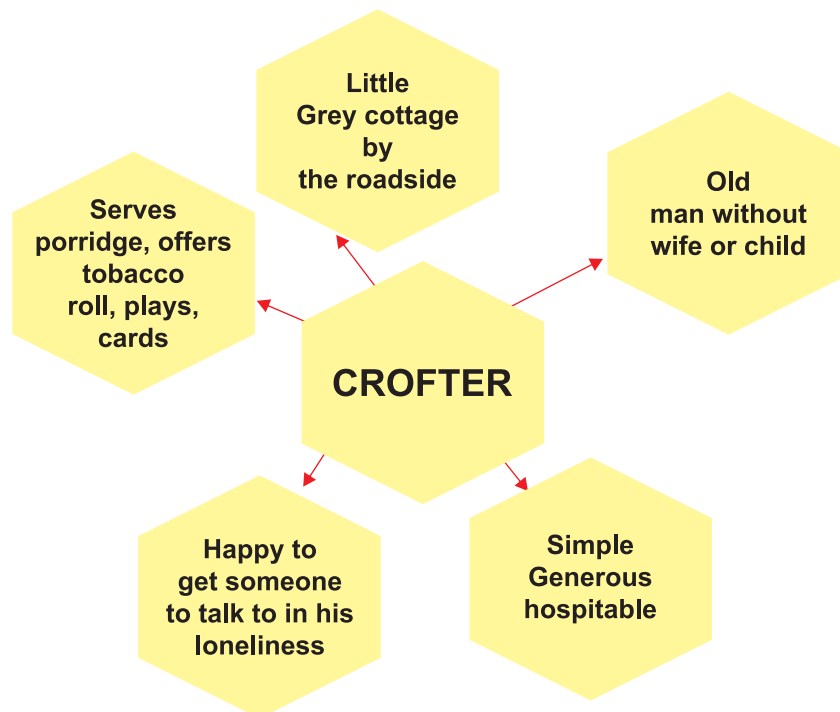 Little
Grey cottage
by
the roadside
Old
man without
wife or child
Serves
porridge, offers
tobacco
roll, plays,
cards
CROFTER
Happy to
get someone
to talk to in his
loneliness
Simple
Generous
hospitable